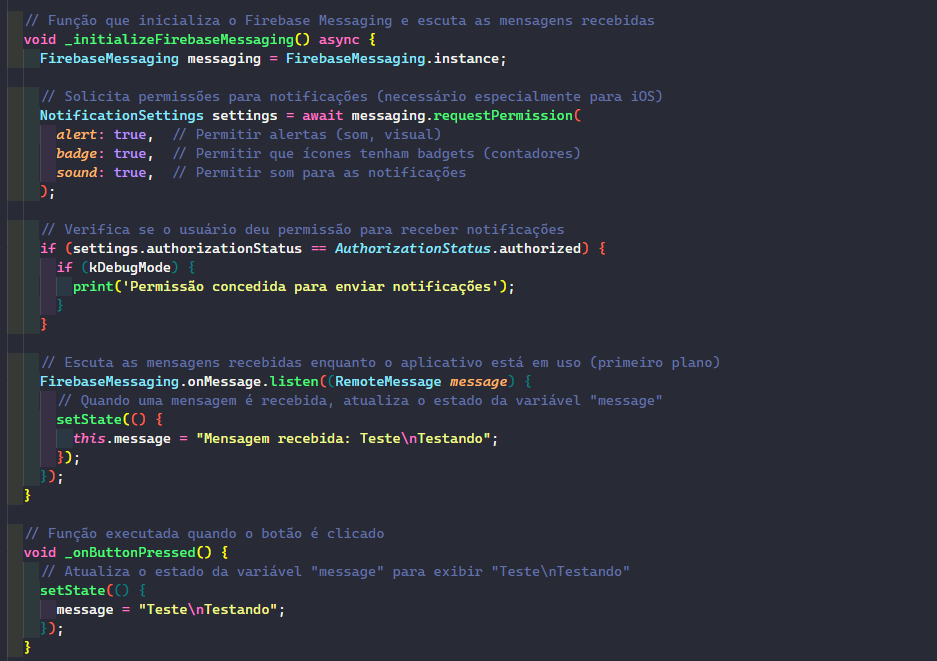 // Função que inicializa o Firebase Messaging e escuta as mensagens recebidas
void _initializeFirebaseMessaging() async {
FirebaseMessaging messaging = FirebaseMessaging.instance;
// Solicita permissões para notificações (necessário especialmente para iOS)
NotificationSettings settings = await messaging.requestPermission(
alert: true,  // Permitir alertas (som, visual)
badge: true,  // Permitir que ícones tenham badgets (contadores)
sound: true,  // Permitir som para as notificações
);
// Verifica se o usuário deu permissão para receber notificações
if (settings.authorizationStatus == AuthorizationStatus.authorized) {
if (kDebugMode) {
print('Permissão concedida para enviar notificações');
}
}
// Escuta as mensagens recebidas enquanto o aplicativo está em uso (primeiro plano)
FirebaseMessaging.onMessage.listen((RemoteMessage message) {
// Quando uma mensagem é recebida, atualiza o estado da variável "message"
setState(() {
this.message = "Mensagem recebida: Teste\nTestando";
});
});
}
// Função executada quando o botão é clicado
void _onButtonPressed() {
// Atualiza o estado da variável "message" para exibir "Teste\nTestando"
setState(() {
message = "Teste\nTestando";
});
}